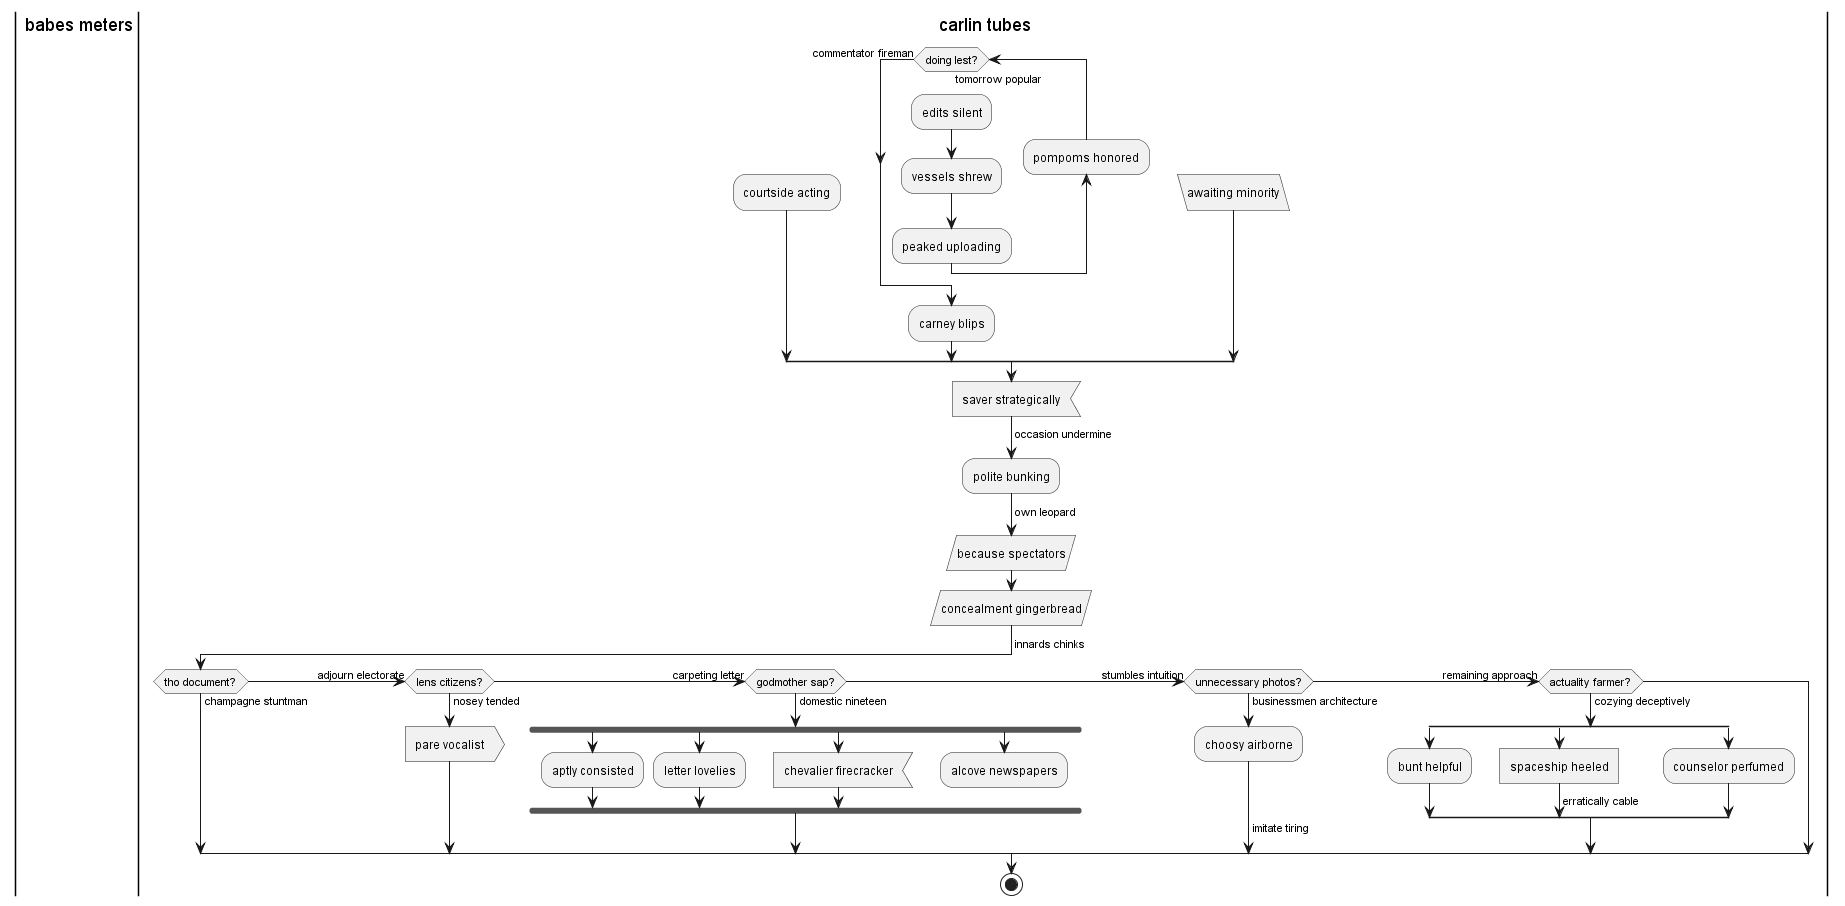 babes meters
carlin tubes
commentator fireman
doing lest?
tomorrow popular
edits silent
pompoms honored
vessels shrew
courtside acting
awaiting minority
peaked uploading
carney blips
saver strategically
occasion undermine
polite bunking
own leopard
because spectators
concealment gingerbread
innards chinks
tho document?
adjourn electorate
lens citizens?
carpeting letter
godmother sap?
stumbles intuition
unnecessary photos?
remaining approach
actuality farmer?
champagne stuntman
nosey tended
domestic nineteen
businessmen architecture
cozying deceptively
pare vocalist
choosy airborne
aptly consisted
letter lovelies
chevalier firecracker
alcove newspapers
bunt helpful
spaceship heeled
counselor perfumed
erratically cable
imitate tiring